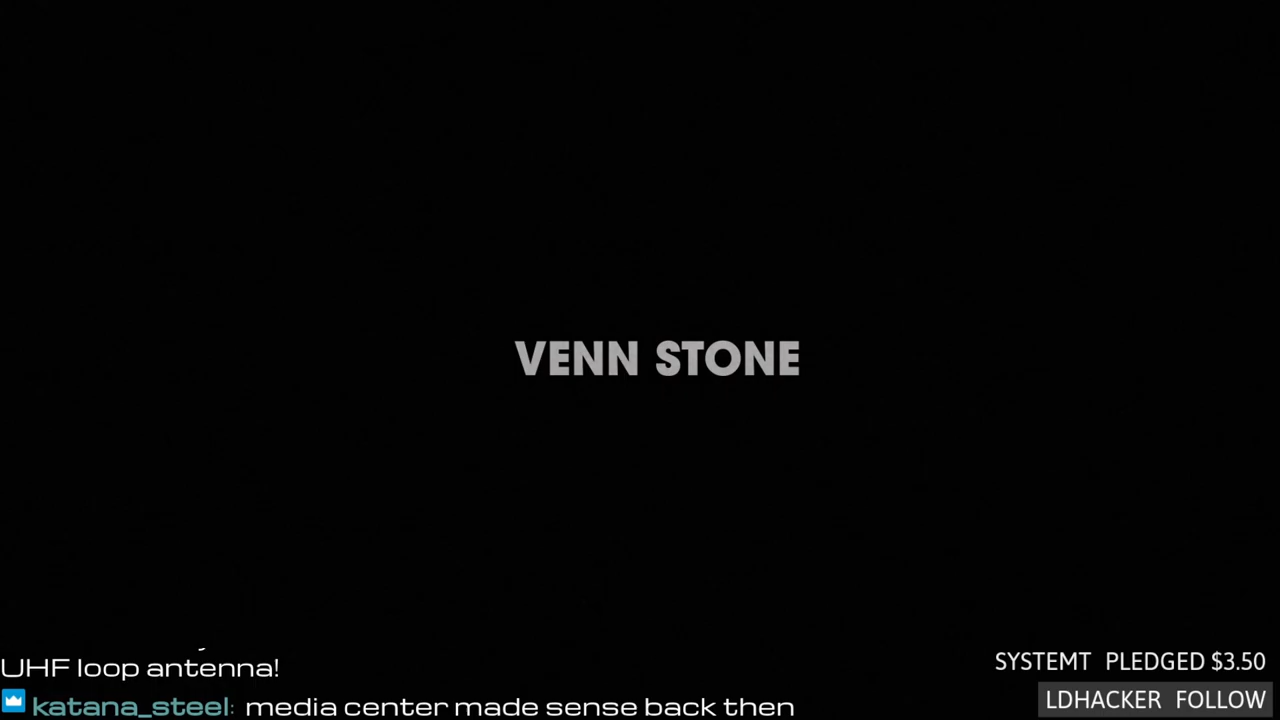 VENN STONE
UHF loop antenna!
katana_steel: media center made sense back then
SYSTEMT PLEDGED $3.50
LDHACKER FOLLOW